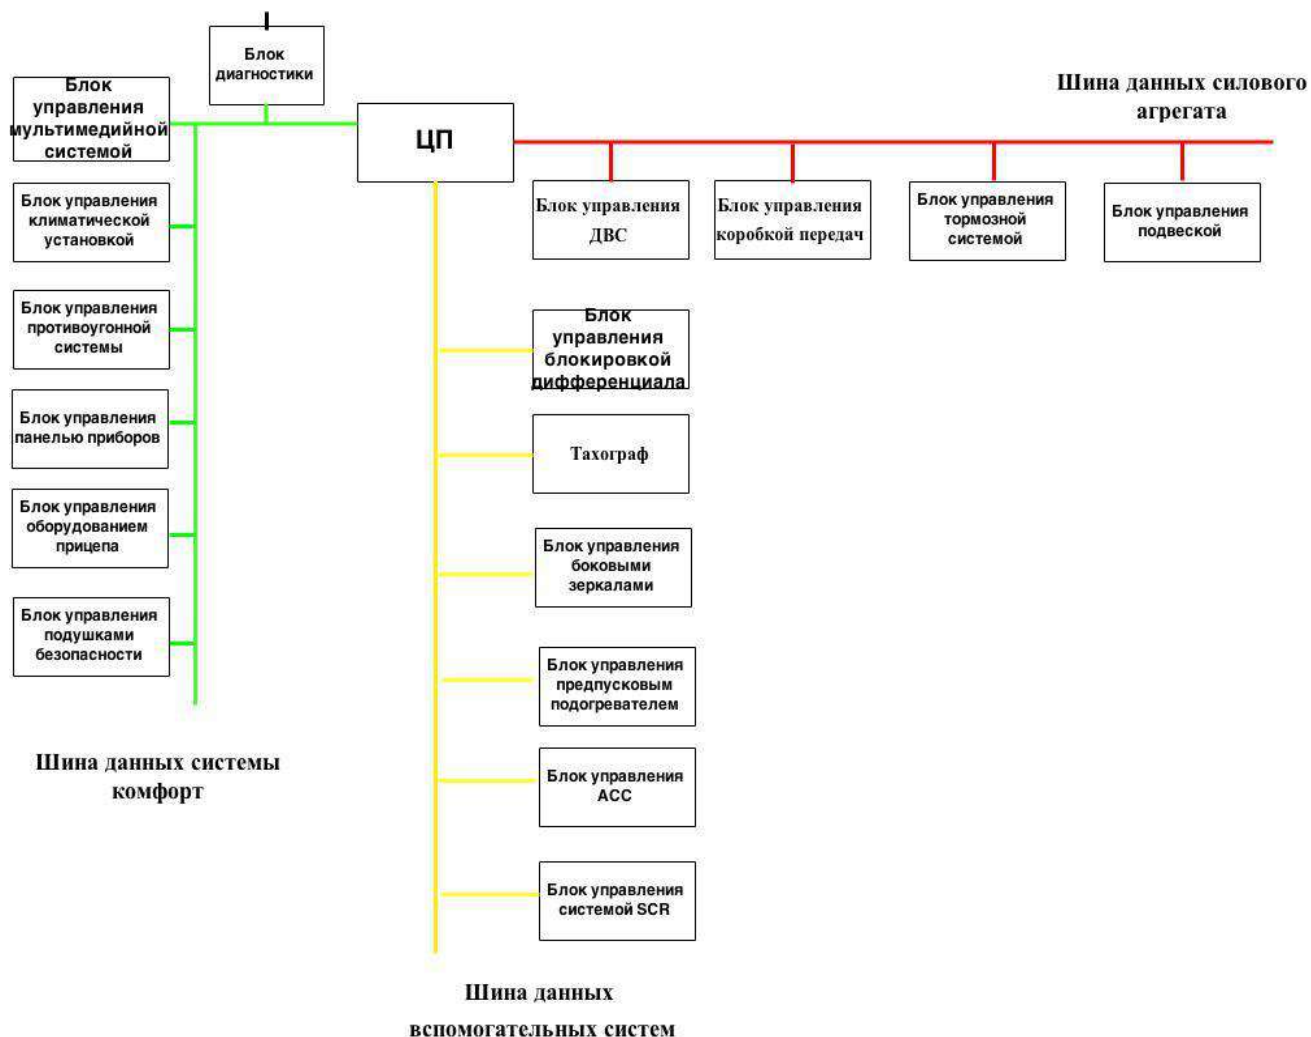 Блок
диагностики
Блок
управления
мультимедийной
системой
ЦП
Шина данных силового
агрегата
Блок управления
климатической
установкой
Блок управления
ДВС
Блок управления
коробкой передач
Блок управления
тормозной
системой
Блок управления
подвеской
Блок управления
противоугонной
системы
Блок
управления
блокировкой
дифференциала
Блок управления
панелью приборов
Тахограф
Блок управления
оборудованием
прицепа
Блок управления
боковыми
зеркалами
Блок управления
подушками
безопасности
Блок управления
предпусковым
подогревателем
Шина данных системы
комфорт
Блок управления
ACC
Блок управления
системой SCR
Шина данных
вспомогательных систем